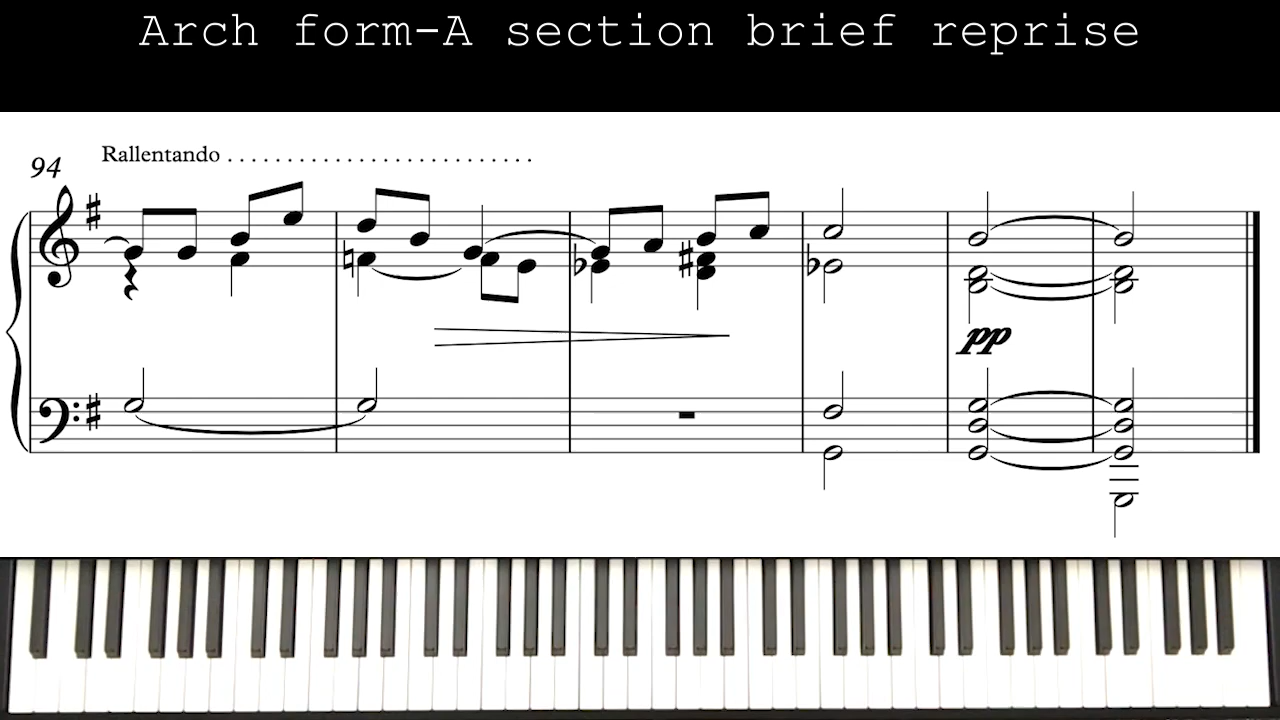 Arch form-A section brief reprise
Rallentando . . . . . . . . . . . . . . . . . . . . . . . . . .
94
pp